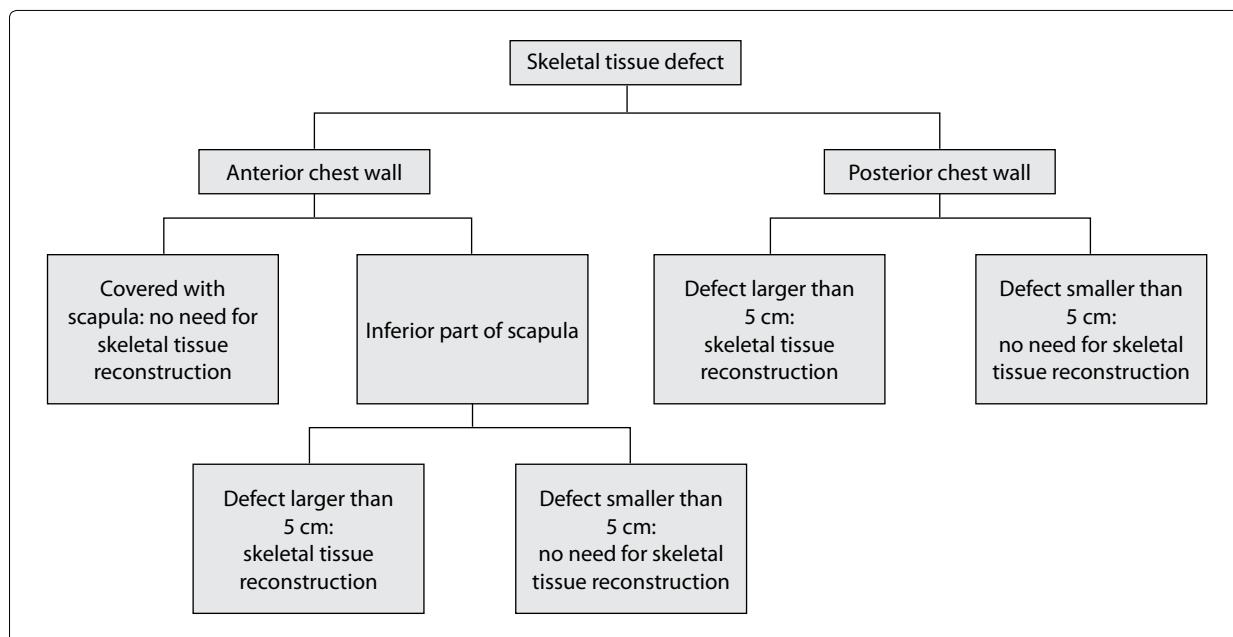 Skeletal tissue defect
Anterior chest wall
Posterior chest wall
Covered with
scapula: no need for
skeletal tissue
reconstruction
Inferior part of scapula
Defect larger than
5 cm:
skeletal tissue
reconstruction
Defect smaller than
5 cm:
no need for skeletal
tissue reconstruction
Defect larger than
5 cm:
skeletal tissue
reconstruction
Defect smaller than
5 cm:
no need for skeletal
tissue reconstruction